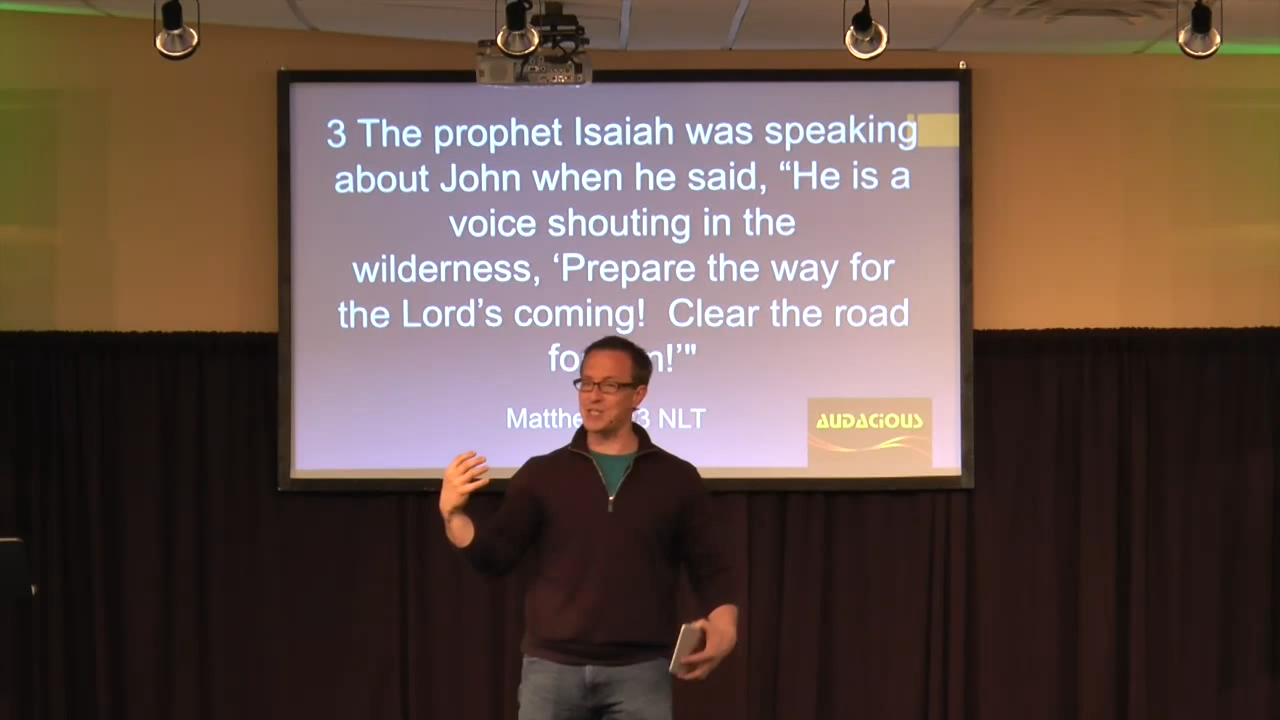 3 The prophet Isaiah was speaking
about John when he said, “He is a
voice shouting in the
wilderness, ‘Prepare the way for
the Lord’s coming!  Clear the road
!’"
3 NLT
AUDACIOUS